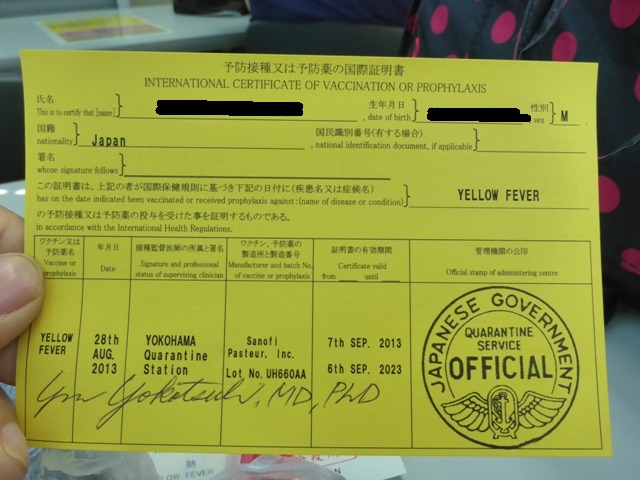 予防接種又は予防薬の国際証明書
INTERNATIONAL CERTIFICATE OF VACCINATION OR PROPHYLAXIS
氏名
This is to certify that [name]
生年月日
date of birth
性別
sex
M
国籍
nationality
Japan
国民識別番号(有する場合)
national identification document, if applicable
署名
whose signature follows
この証明書は、上記の者が国際保健規則に基づき下記の日付に(疾患名又は症候名)
has on the date indicated been vaccinated or received prophylaxis against : (name of disease or condition)
YELLOW FEVER
の予防接種又は予防薬の投与を受けた事を証明するものである。
in accordance with the International Health Regulations.
ワクチン又は
予防薬名
Vaccine or
prophylaxis
年月日
Date
接種監督医師の所属と署名
Signature and professional
status of supervising clinician
ワクチン、予防薬の
製造所と製造番号
Manufacturer and batch No.
of vaccine or prophylaxis
証明書の有効期間
Certificate valid
from ___ until ___
管理機関の公印
Official stamp of administering centre
YELLOW
FEVER
28th
AUG.
2013
YOKOHAMA
Quarantine
Station
Sanofi
Pasteur, Inc.
Lot No. UH660AA
7th SEP. 2013
6th SEP. 2023
Yokotsuka, MD, PhD
JAPANESE GOVERNMENT
QUARANTINE
SERVICE
OFFICIAL
熱
YELLOW FEVER